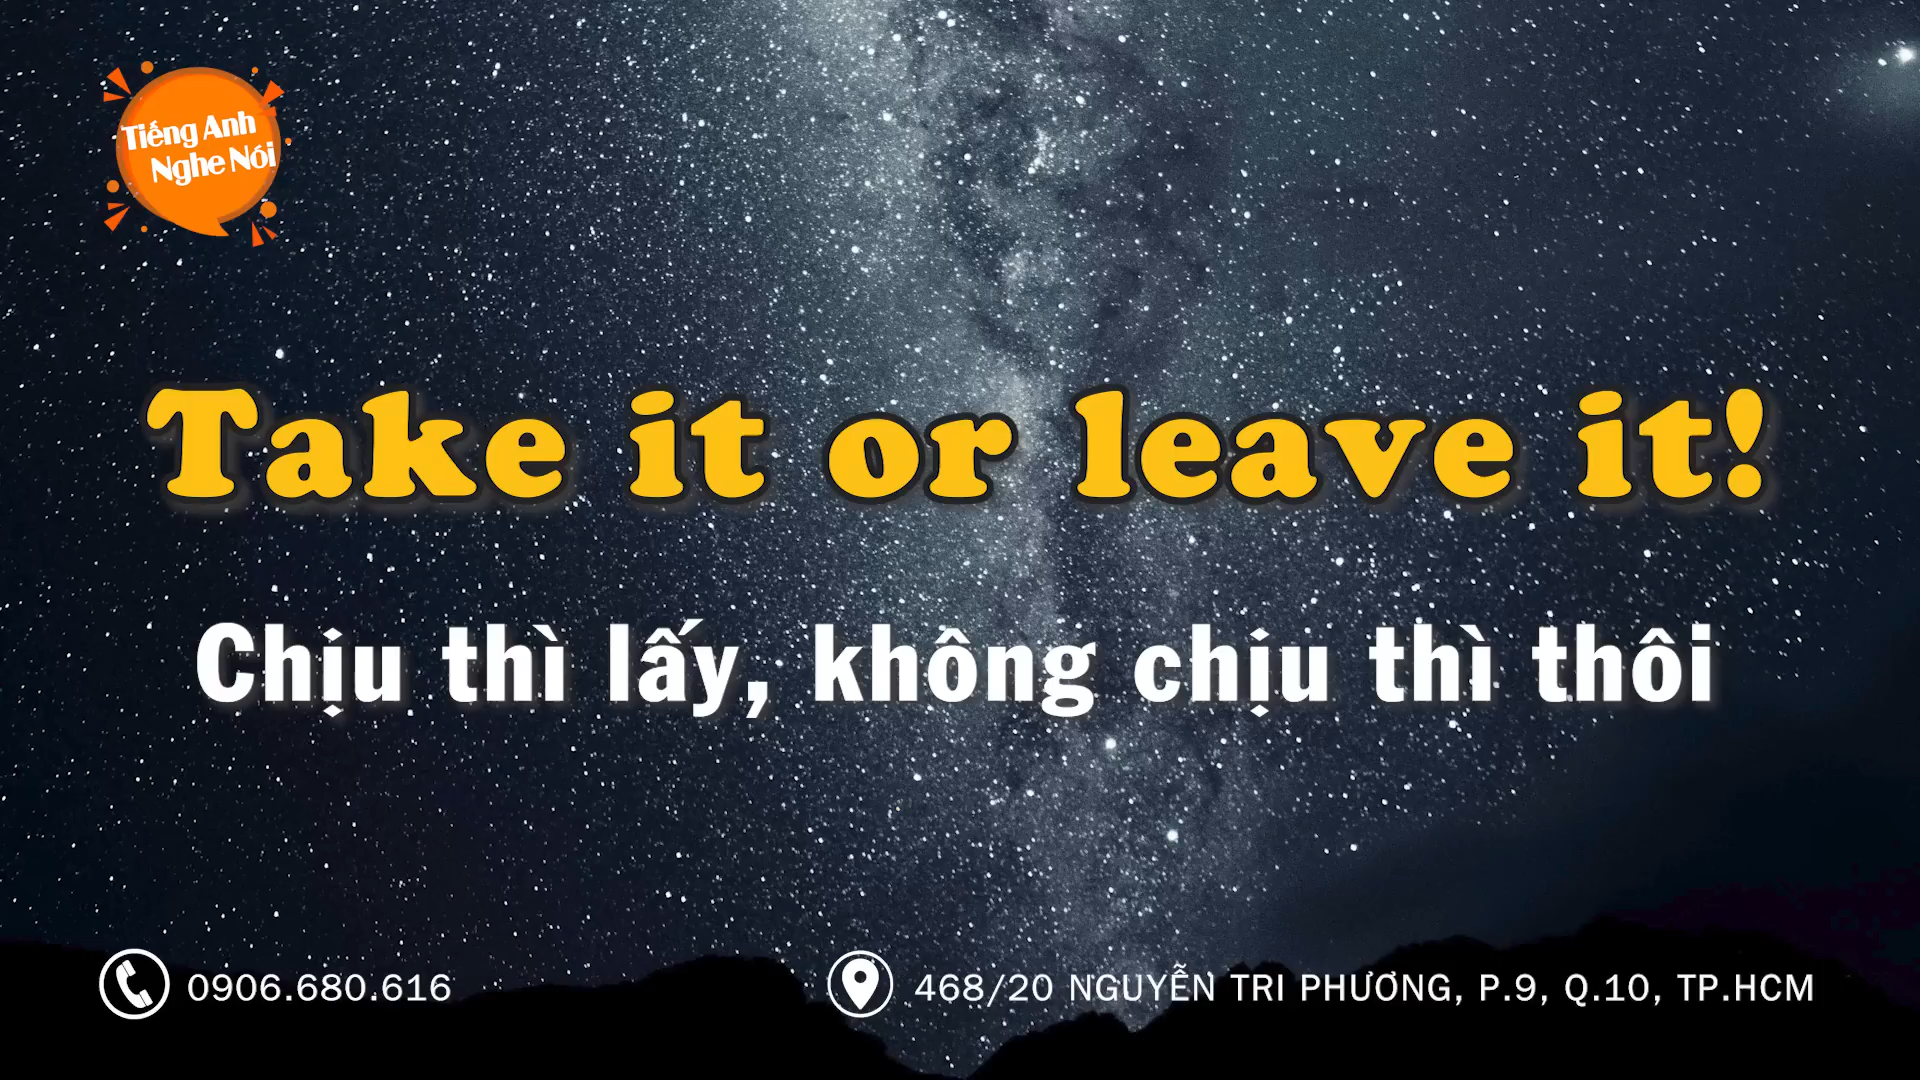 Tiếng Anh
Nghe Nói
Take it or leave it!
Chịu thì lấy, không chịu thì thôi
0906.680.616
468/20 NGUYỄN TRI PHƯƠNG, P.9, Q.10, TP.HCM